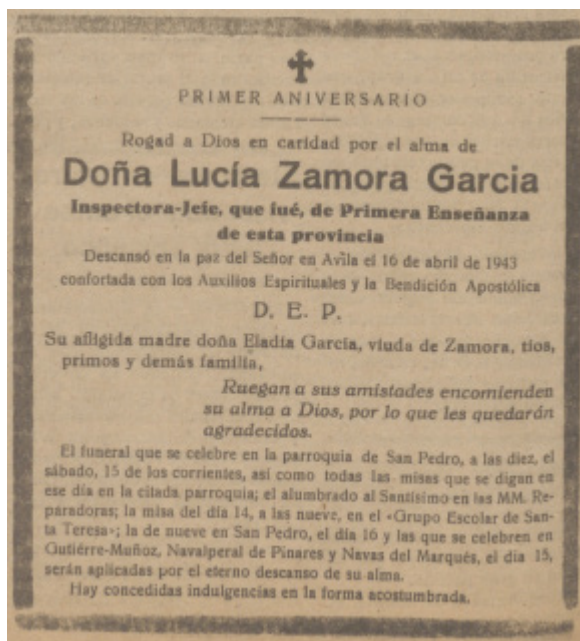 PRIMER ANIVERSARIO
Rogad a Dios en caridad por el alma de
Doña Lucía Zamora Garcia
Inspectora-Jefe, que fué, de Primera Enseñanza
de esta provincia
Descansó en la paz del Señor en Avila el 16 de abril de 1943
confortada con los Auxilios Espirituales y la Bendición Apostólica
D. E. P.
Su afligida madre doña Eladia García, viuda de Zamora, tios,
primos y demás familia,
Ruegan a sus amistades encomienden
su alma a Dios, por lo que les quedarán
agradecidos.
El funeral que se celebre en la parroquia de San Pedro, a las diez, el
sábado, 15 de los corrientes, así como todas las misas que se digan en
ese día en la citada parroquia; el alumbrado al Santísimo en las MM. Re-
paradoras; la misa del día 14, a las nueve, en el «Grupo Escolar de San-
ta Teresa»; la de nueve en San Pedro, el día 16 y las que se celebren en
Gutiérre-Muñoz, Navalperal de Pinares y Navas del Marqués, el día 15,
serán aplicadas por el eterno descanso de su alma.
Hay concedidas indulgencias en la forma acostumbrada.